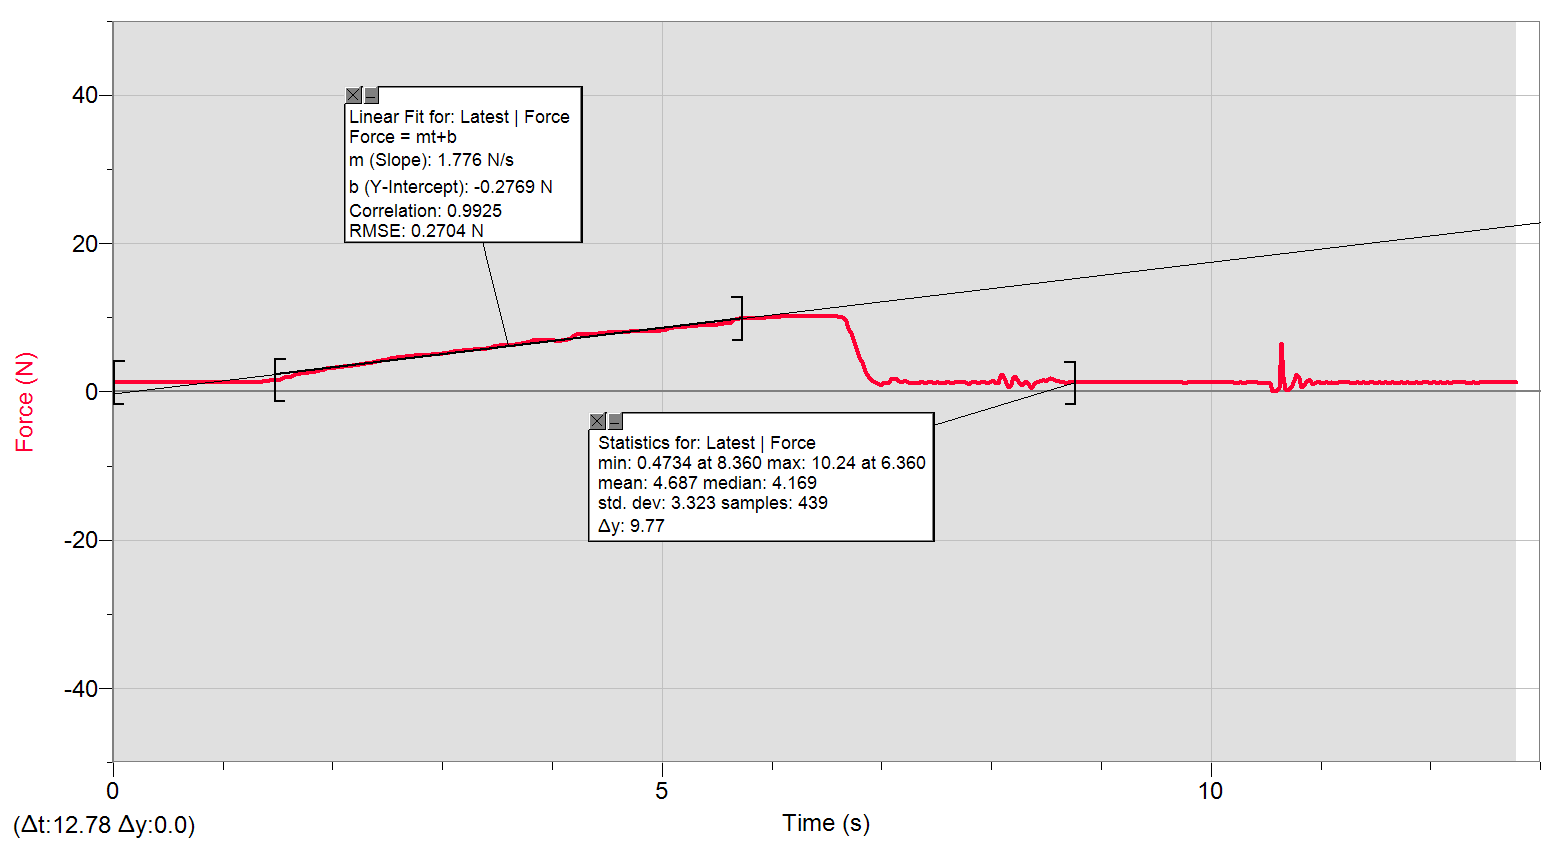 40
Linear Fit for: Latest | Force
Force = mt+b
m (Slope): 1.776 N/s
b (Y-Intercept): -0.2769 N
Correlation: 0.9925
RMSE: 0.2704 N
20
Force (N)
0
Statistics for: Latest | Force
min: 0.4734 at 8.360 max: 10.24 at 6.360
mean: 4.687 median: 4.169
std. dev: 3.323 samples: 439
Δy: 9.77
-20
-40
0 5 10
(Δt:12.78 Δy:0.0)
Time (s)